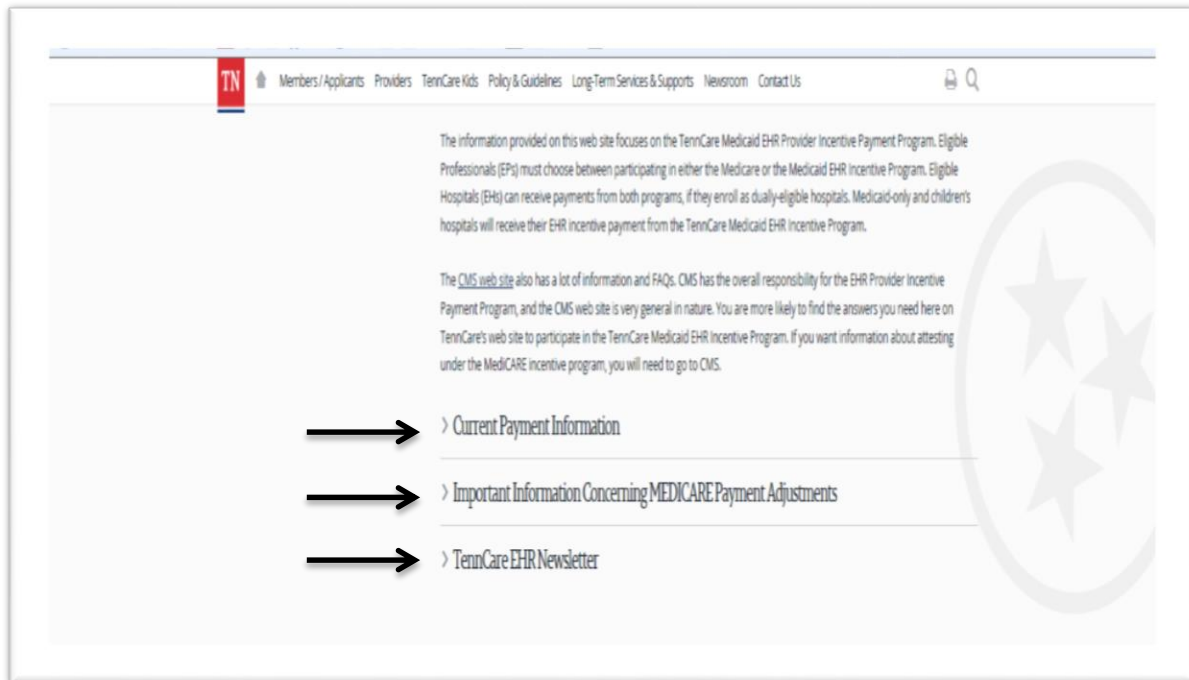 TN Members / Applicants Providers TennCare Kids Policy & Guidelines Long-Term Services & Supports Newsroom Contact Us
The information provided on this web site focuses on the TennCare Medicaid EHR Provider Incentive Payment Program. Eligible
Professionals (EPs) must choose between participating in either the Medicare or the Medicaid EHR Incentive Program. Eligible
Hospitals (EHs) can receive payments from both programs, if they enroll as dually-eligible hospitals. Medicaid-only and children's
hospitals will receive their EHR incentive payment from the TennCare Medicaid EHR Incentive Program.
The CMS web site also has a lot of information and FAQs. CMS has the overall responsibility for the EHR Provider Incentive
Payment Program, and the CMS web site is very general in nature. You are more likely to find the answers you need here on
TennCare's web site to participate in the TennCare Medicaid EHR Incentive Program. If you want information about attesting
under the MediCARE incentive program, you will need to go to CMS.
Current Payment Information
Important Information Concerning MEDICARE Payment Adjustments
TennCare EHR Newsletter